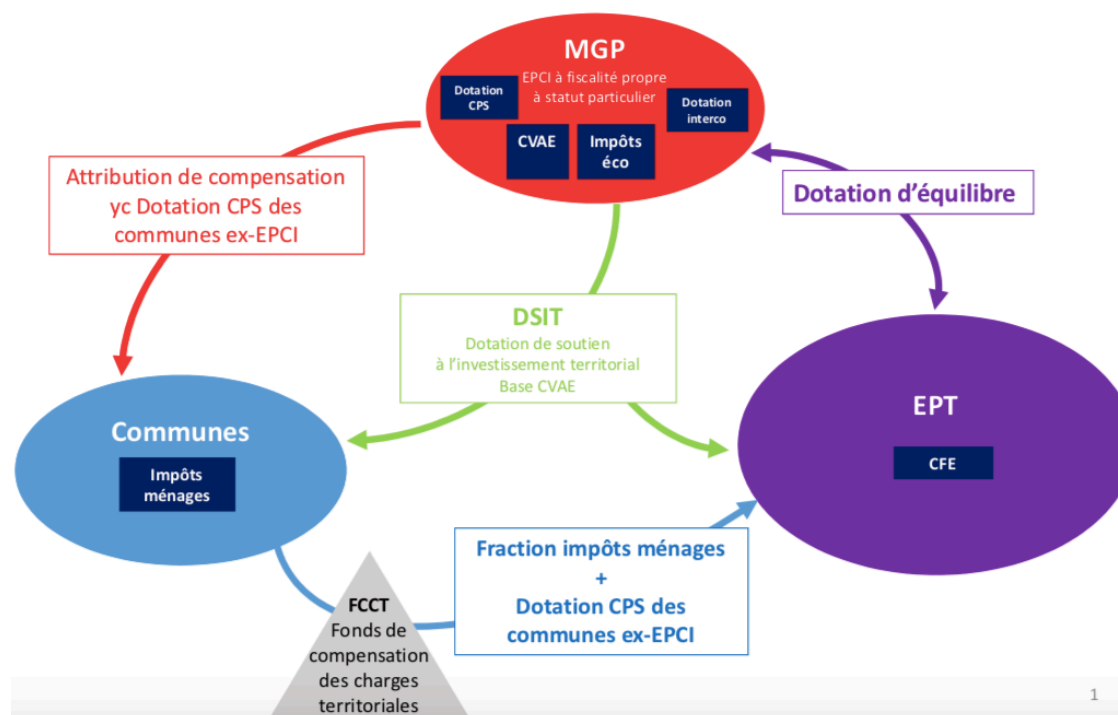 MGP
EPCI à fiscalité propre
à statut particulier
Dotation
CPS
Dotation
interco
CVAE
Impôts
éco
Attribution de compensation
yc Dotation CPS des
communes ex-EPCI
Dotation d’équilibre
DSIT
Dotation de soutien
à l’investissement territorial
Base CVAE
Communes
Impôts
ménages
EPT
CFE
Fraction impôts ménages
+
Dotation CPS des
communes ex-EPCI
FCCT
Fonds de
compensation
des charges
territoriales
1